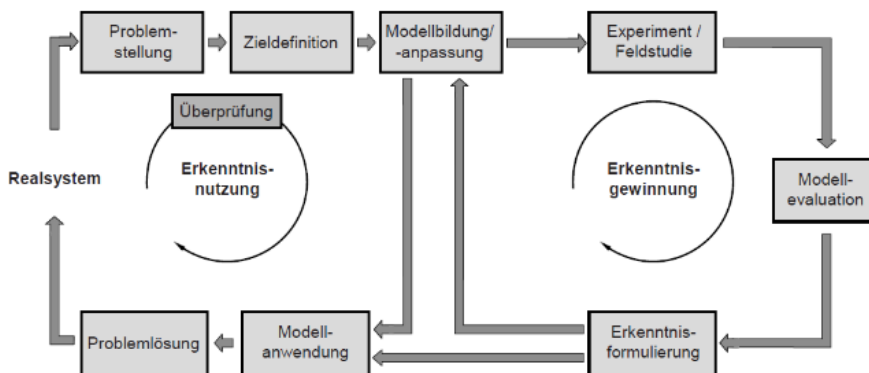 Problem-
stellung
Zieldefinition
Modellbildung/
-anpassung
Experiment /
Feldstudie
Überprüfung
Realsystem
Erkenntnis-
nutzung
Erkenntnis-
gewinnung
Modell-
evaluation
Problemlösung
Modell-
anwendung
Erkenntnis-
formulierung